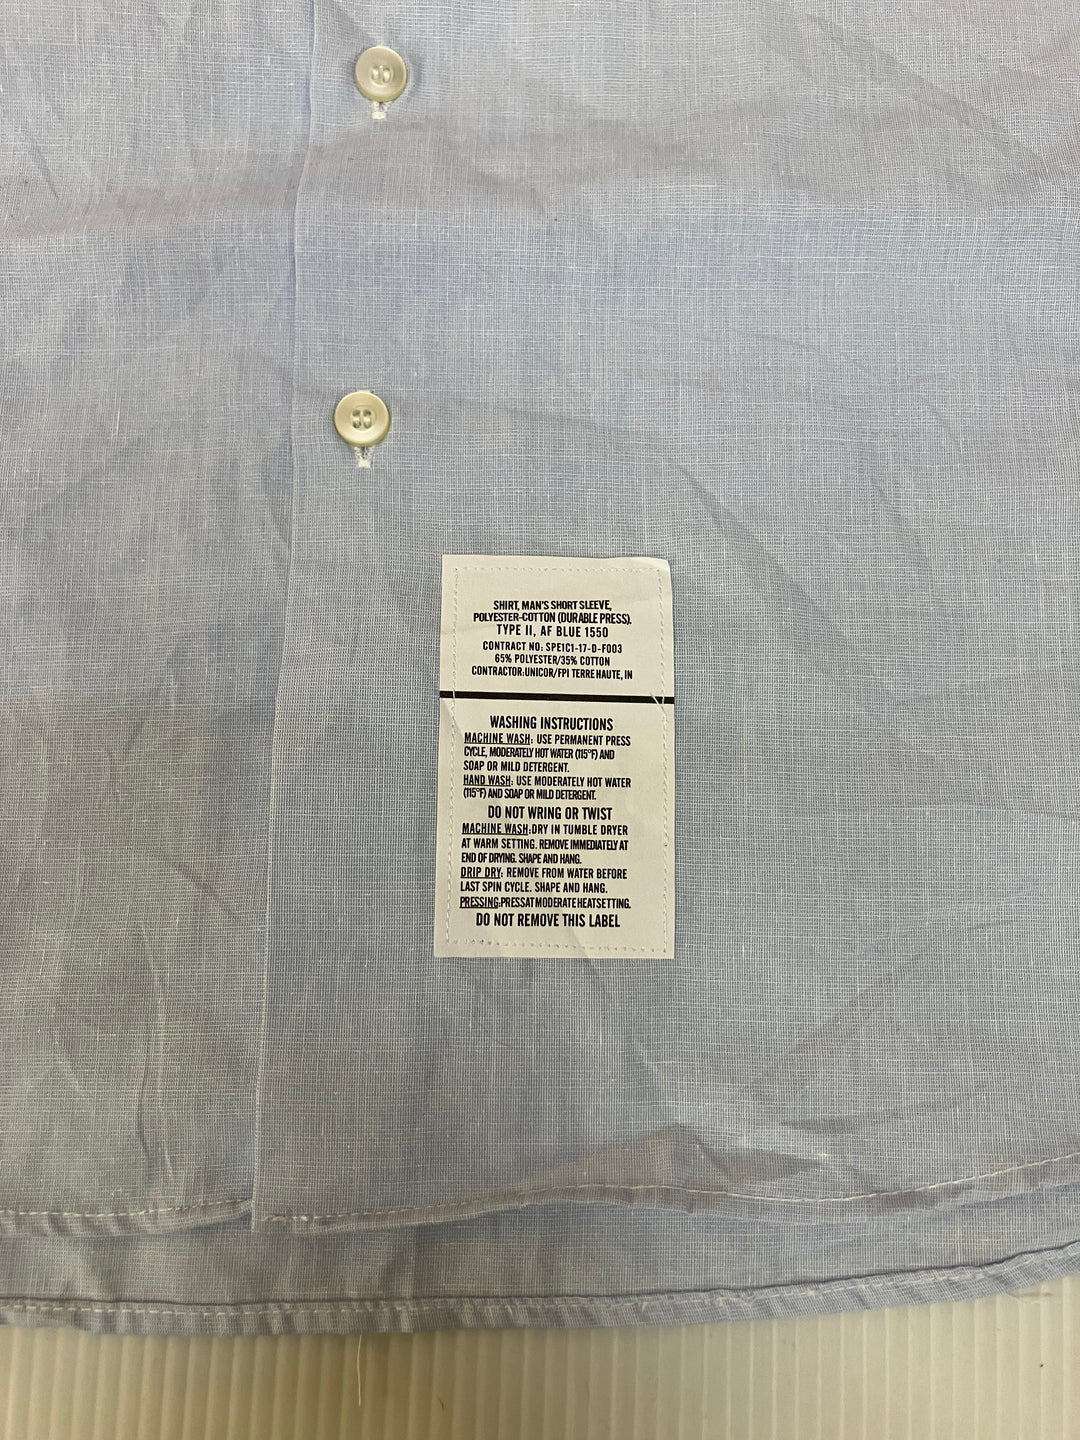 SHIRT, MAN'S SHORT SLEEVE,
POLYESTER-COTTON (DURABLE PRESS).
TYPE II, AF BLUE 1550
CONTRACT NO: SPE1C1-17-D-F003
65% POLYESTER/35% COTTON
CONTRACTOR:UNICOR/FPI TERRE HAUTE, IN
WASHING INSTRUCTIONS
MACHINE WASH: USE PERMANENT PRESS
CYCLE, MODERATELY HOT WATER (115°F) AND
SOAP OR MILD DETERGENT.
HAND WASH: USE MODERATELY HOT WATER
(115°F) AND SOAP OR MILD DETERGENT.
DO NOT WRING OR TWIST
MACHINE WASH:DRY IN TUMBLE DRYER
AT WARM SETTING. REMOVE IMMEDIATELY AT
END OF DRYING. SHAPE AND HANG.
DRIP DRY: REMOVE FROM WATER BEFORE
LAST SPIN CYCLE. SHAPE AND HANG.
PRESSING:PRESS AT MODERATE HEAT SETTING.
DO NOT REMOVE THIS LABEL